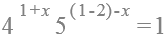 4^{1+x} 5^{(1-2)-x} = 1